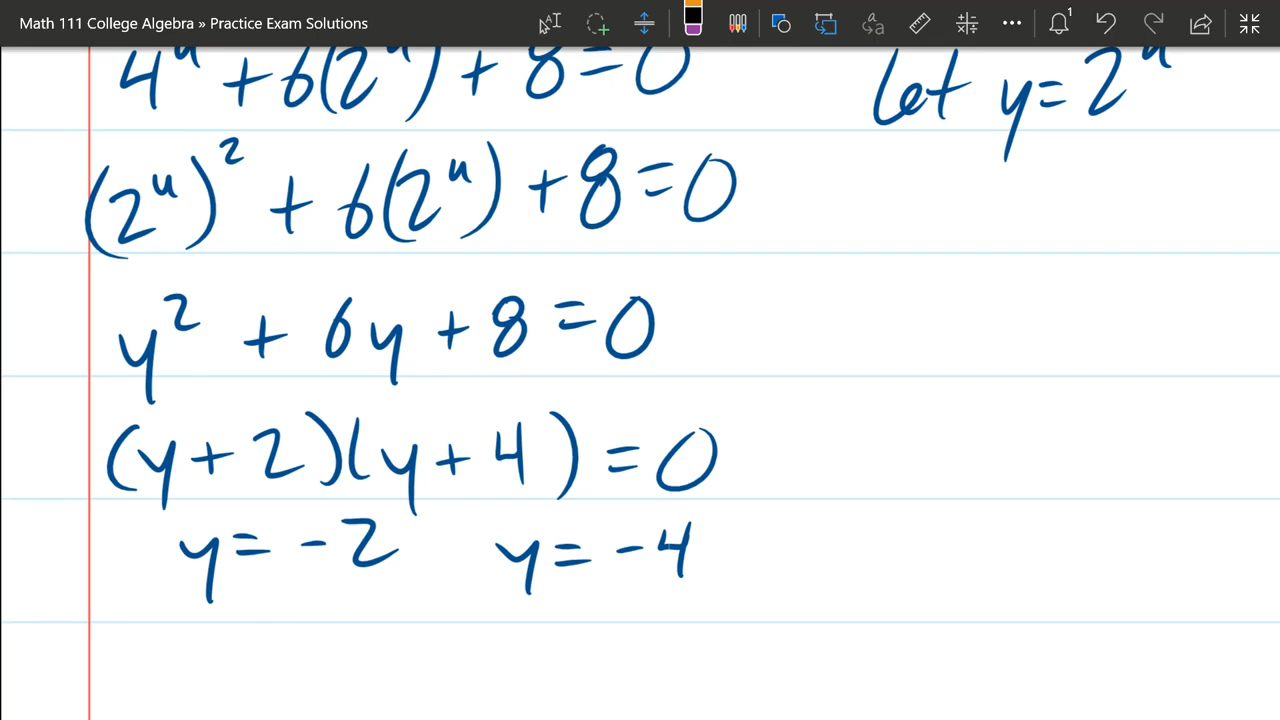 Math 111 College Algebra » Practice Exam Solutions
1
4ᵘ + 6(2ᵘ) + 8 = 0
let y = 2ᵘ
(2ᵘ)² + 6(2ᵘ) + 8 = 0
y² + 6y + 8 = 0
(y + 2)(y + 4) = 0
y = -2 y = -4